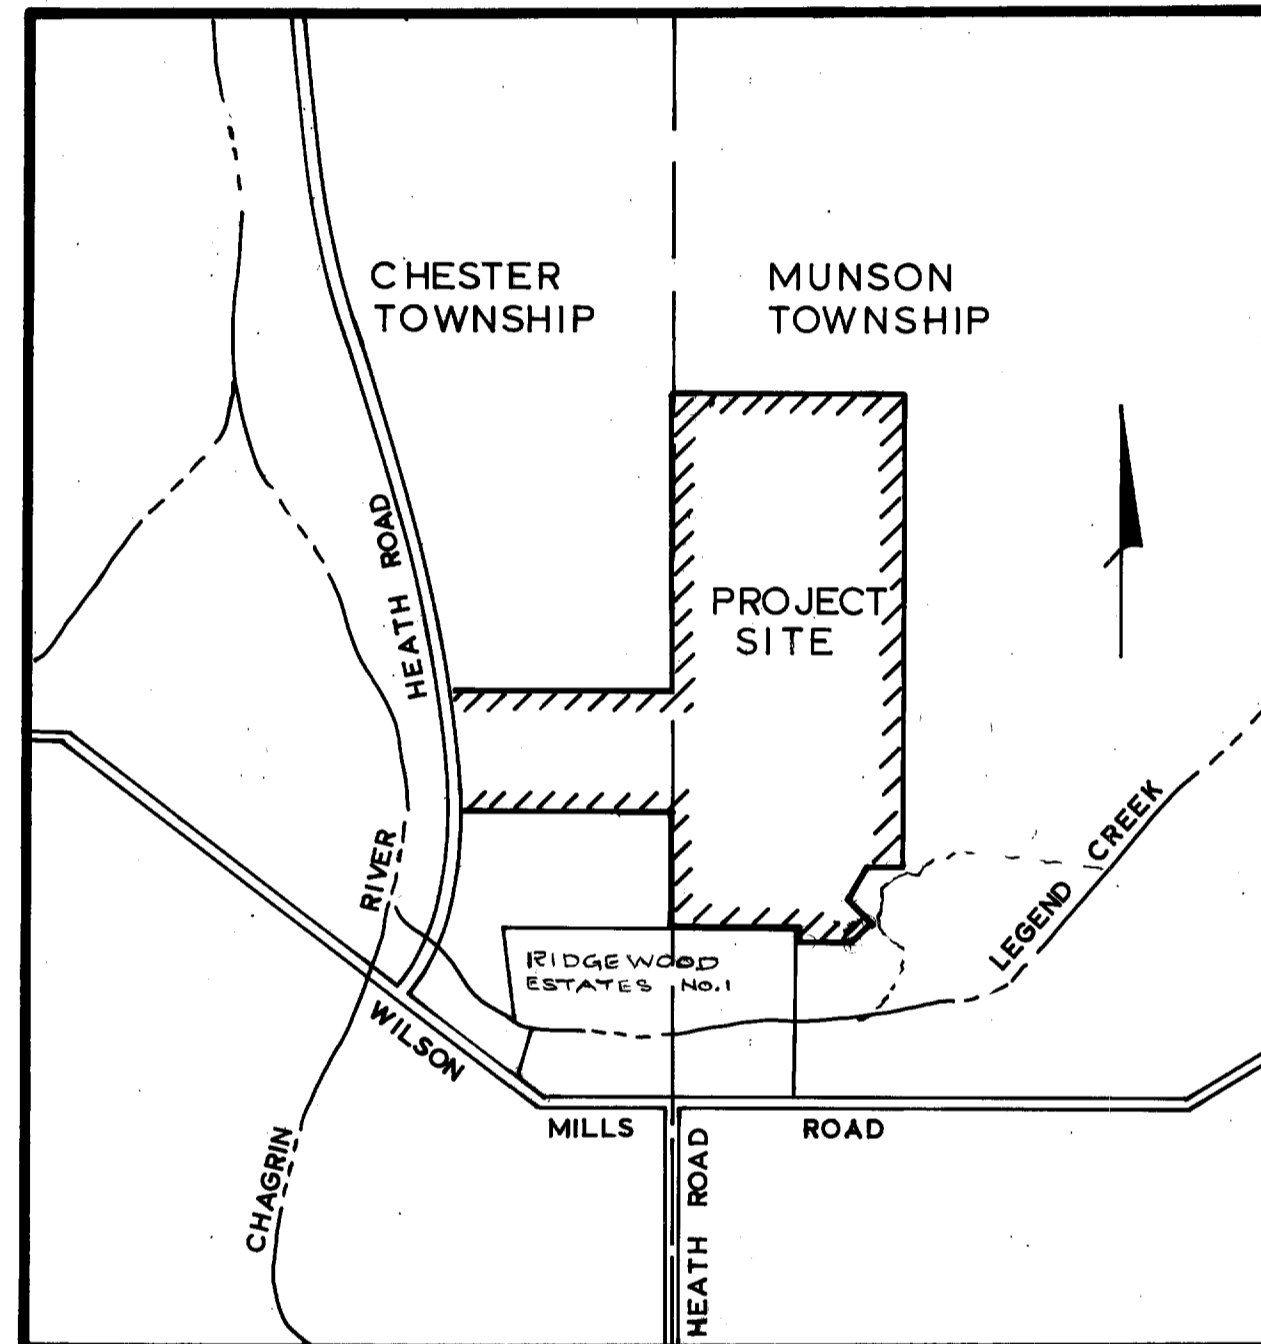 CHESTER
TOWNSHIP
MUNSON
TOWNSHIP
HEATH ROAD
PROJECT
SITE
RIVER
LEGEND CREEK
RIDGEWOOD
ESTATES No.1
WILSON
MILLS ROAD
CHAGRIN
HEATH ROAD